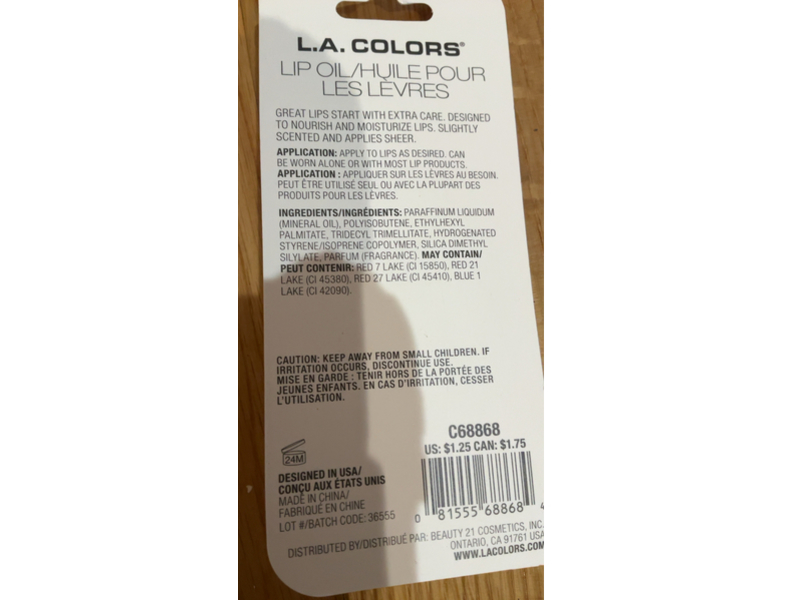 L.A. COLORS®
LIP OIL/HUILE POUR
LES LÈVRES
GREAT LIPS START WITH EXTRA CARE. DESIGNED
TO NOURISH AND MOISTURIZE LIPS. SLIGHTLY
SCENTED AND APPLIES SHEER.
APPLICATION: APPLY TO LIPS AS DESIRED. CAN
BE WORN ALONE OR WITH MOST LIP PRODUCTS.
APPLICATION : APPLIQUER SUR LES LÈVRES AU BESOIN.
PEUT ÊTRE UTILISÉ SEUL OU AVEC LA PLUPART DES
PRODUITS POUR LES LÈVRES.
INGREDIENTS/INGRÉDIENTS: PARAFFINUM LIQUIDUM
(MINERAL OIL), POLYISOBUTENE, ETHYLHEXYL
PALMITATE, TRIDECYL TRIMELLITATE, HYDROGENATED
STYRENE/ISOPRENE COPOLYMER, SILICA DIMETHYL
SILYLATE, PARFUM (FRAGRANCE). MAY CONTAIN/
PEUT CONTENIR: RED 7 LAKE (CI 15850), RED 21
LAKE (CI 45380), RED 27 LAKE (CI 45410), BLUE 1
LAKE (CI 42090).
CAUTION: KEEP AWAY FROM SMALL CHILDREN. IF
IRRITATION OCCURS, DISCONTINUE USE.
MISE EN GARDE : TENIR HORS DE LA PORTÉE DES
JEUNES ENFANTS. EN CAS D'IRRITATION, CESSER
L'UTILISATION.
C68868
US: $1.25 CAN: $1.75
24M
DESIGNED IN USA/
CONÇU AUX ÉTATS UNIS
MADE IN CHINA/
FABRIQUÉ EN CHINE
LOT #/BATCH CODE: 36555
0 81555 68868 4
DISTRIBUTED BY/DISTRIBUÉ PAR: BEAUTY 21 COSMETICS, INC.
ONTARIO, CA 91761 USA
WWW.LACOLORS.COM